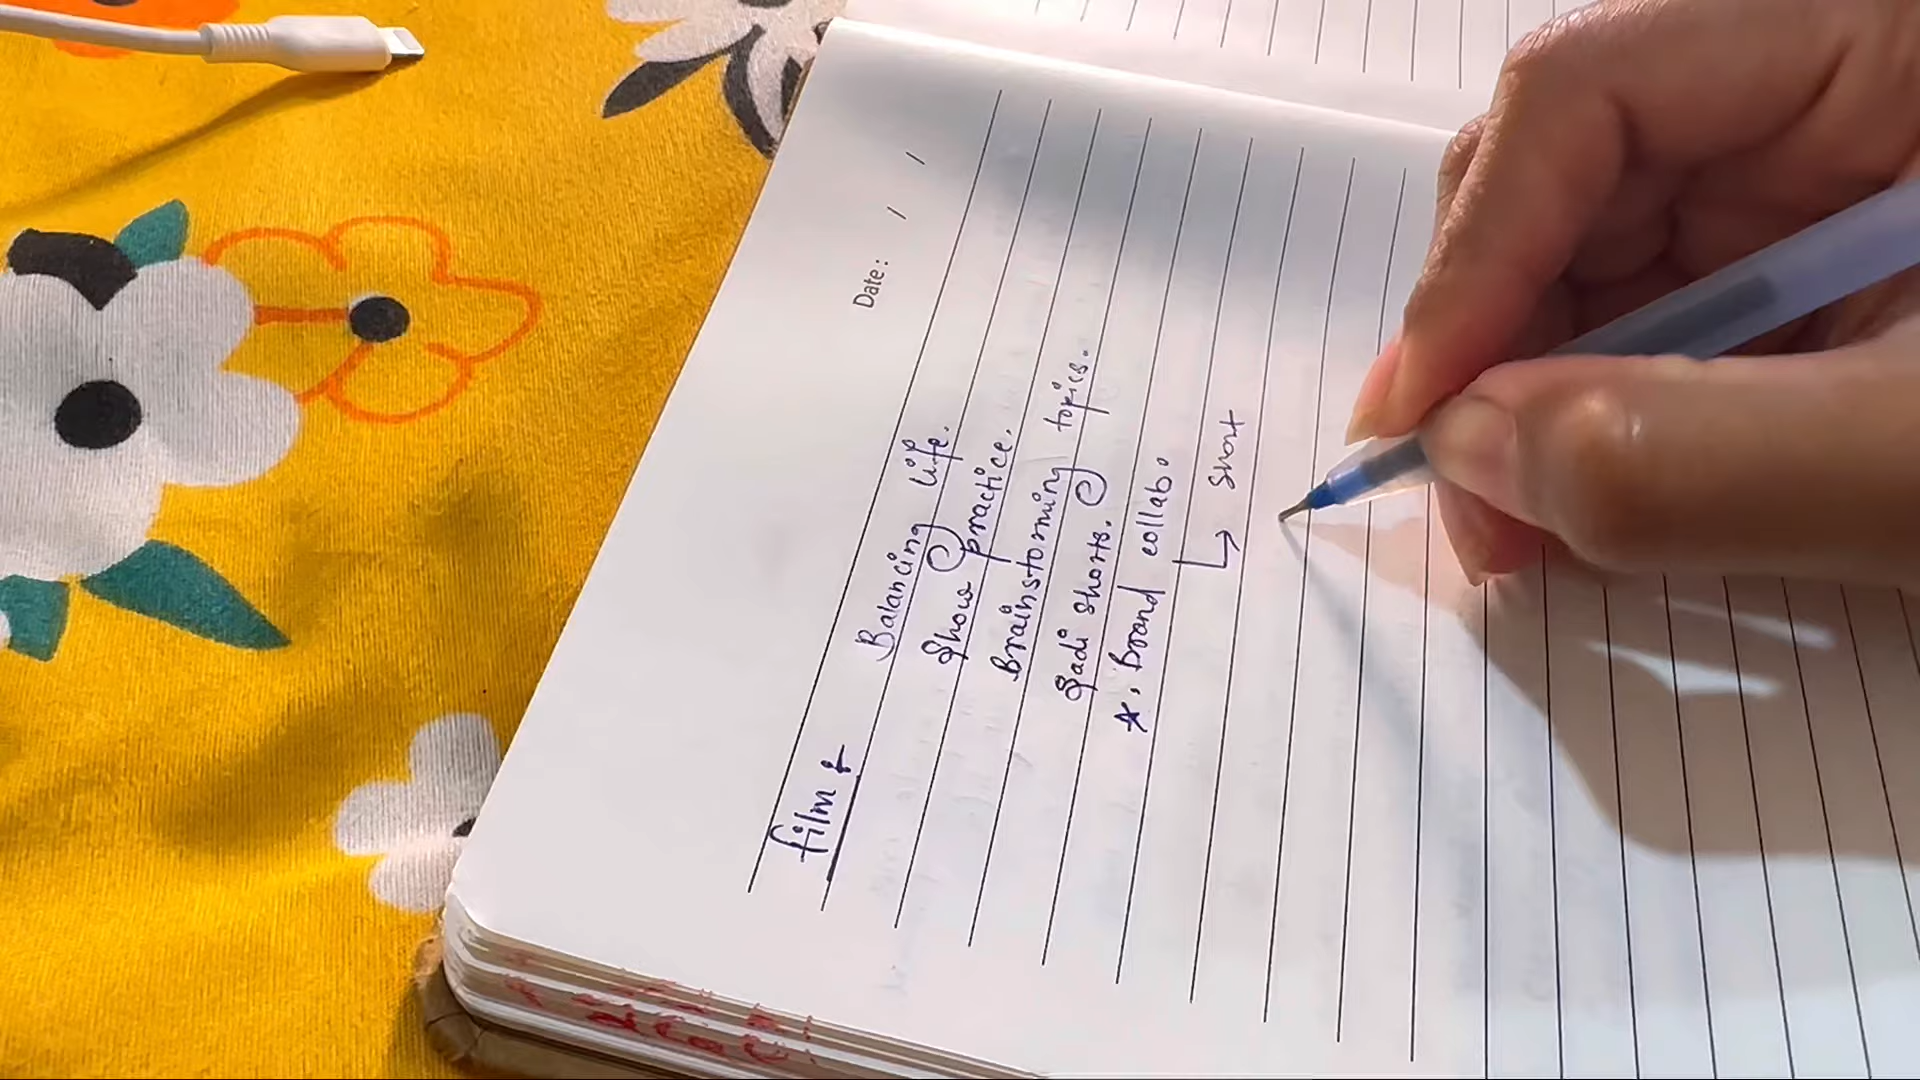 Date: / /
film &
Balancing life.
Show practice.
Brainstorming topics.
Sadi shorts.
*. Brand collab.
↳ Short